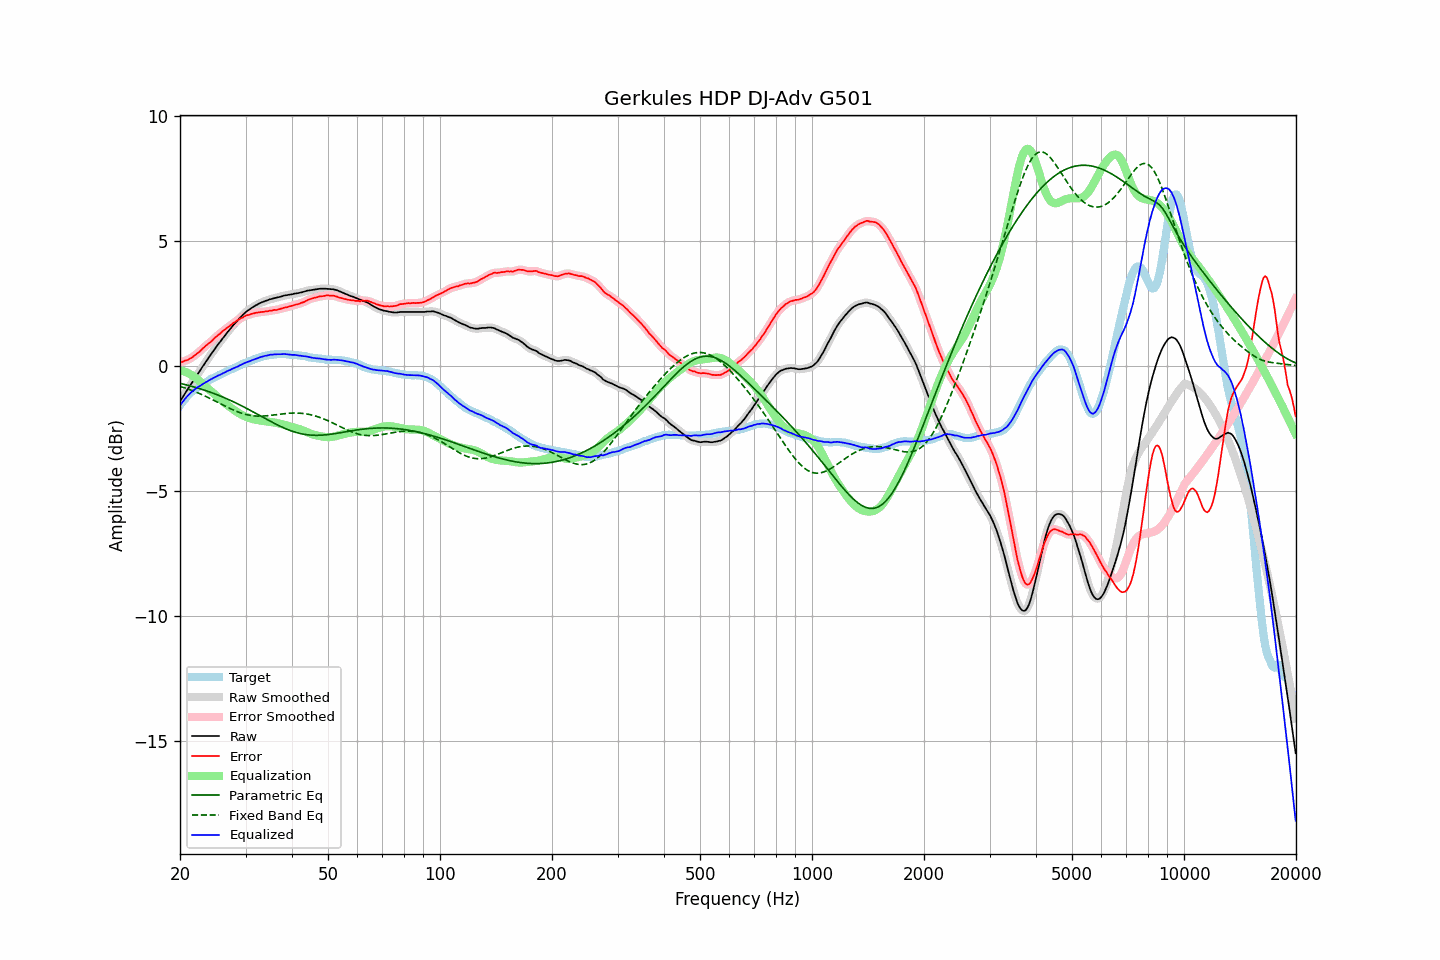 Gerkules HDP DJ-Adv G501
Amplitude (dBr)
10
5
0
−5
−10
−15
Target
Raw Smoothed
Error Smoothed
Raw
Error
Equalization
Parametric Eq
Fixed Band Eq
Equalized
20 50 100 200 500 1000 2000 5000 10000 20000
Frequency (Hz)